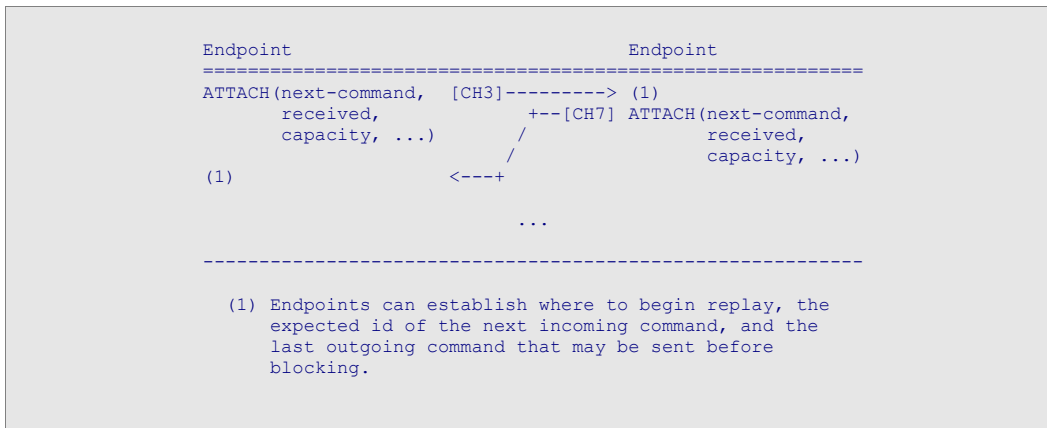 Endpoint                              Endpoint
===========================================================
ATTACH(next-command,  [CH3]---------> (1)
       received,             +--[CH7] ATTACH(next-command,
       capacity, ...)       /                received,
                           /                 capacity, ...)
(1)                   <---+
...
-----------------------------------------------------------
(1) Endpoints can establish where to begin replay, the
expected id of the next incoming command, and the
last outgoing command that may be sent before
blocking.